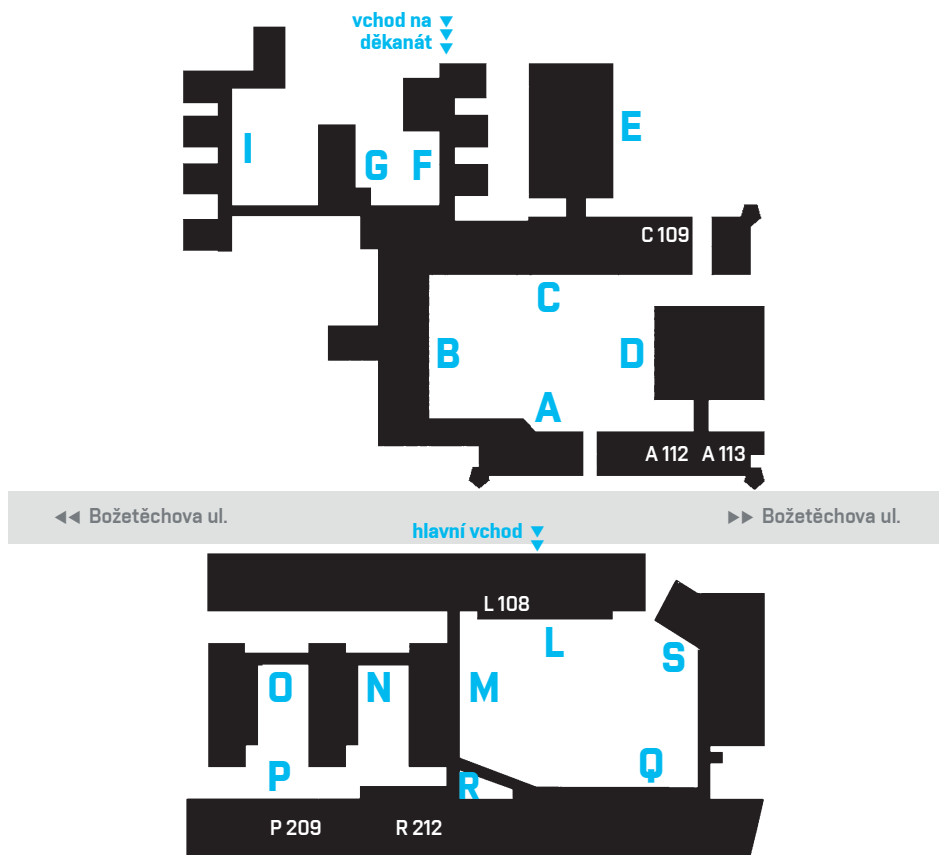 vchod na
děkanát
E
I
G
F
C 109
C
B
D
A
A 112
A 113
Božetěchova ul.
Božetěchova ul.
hlavní vchod
L 108
L
S
O
N
M
Q
P
R
P 209
R 212